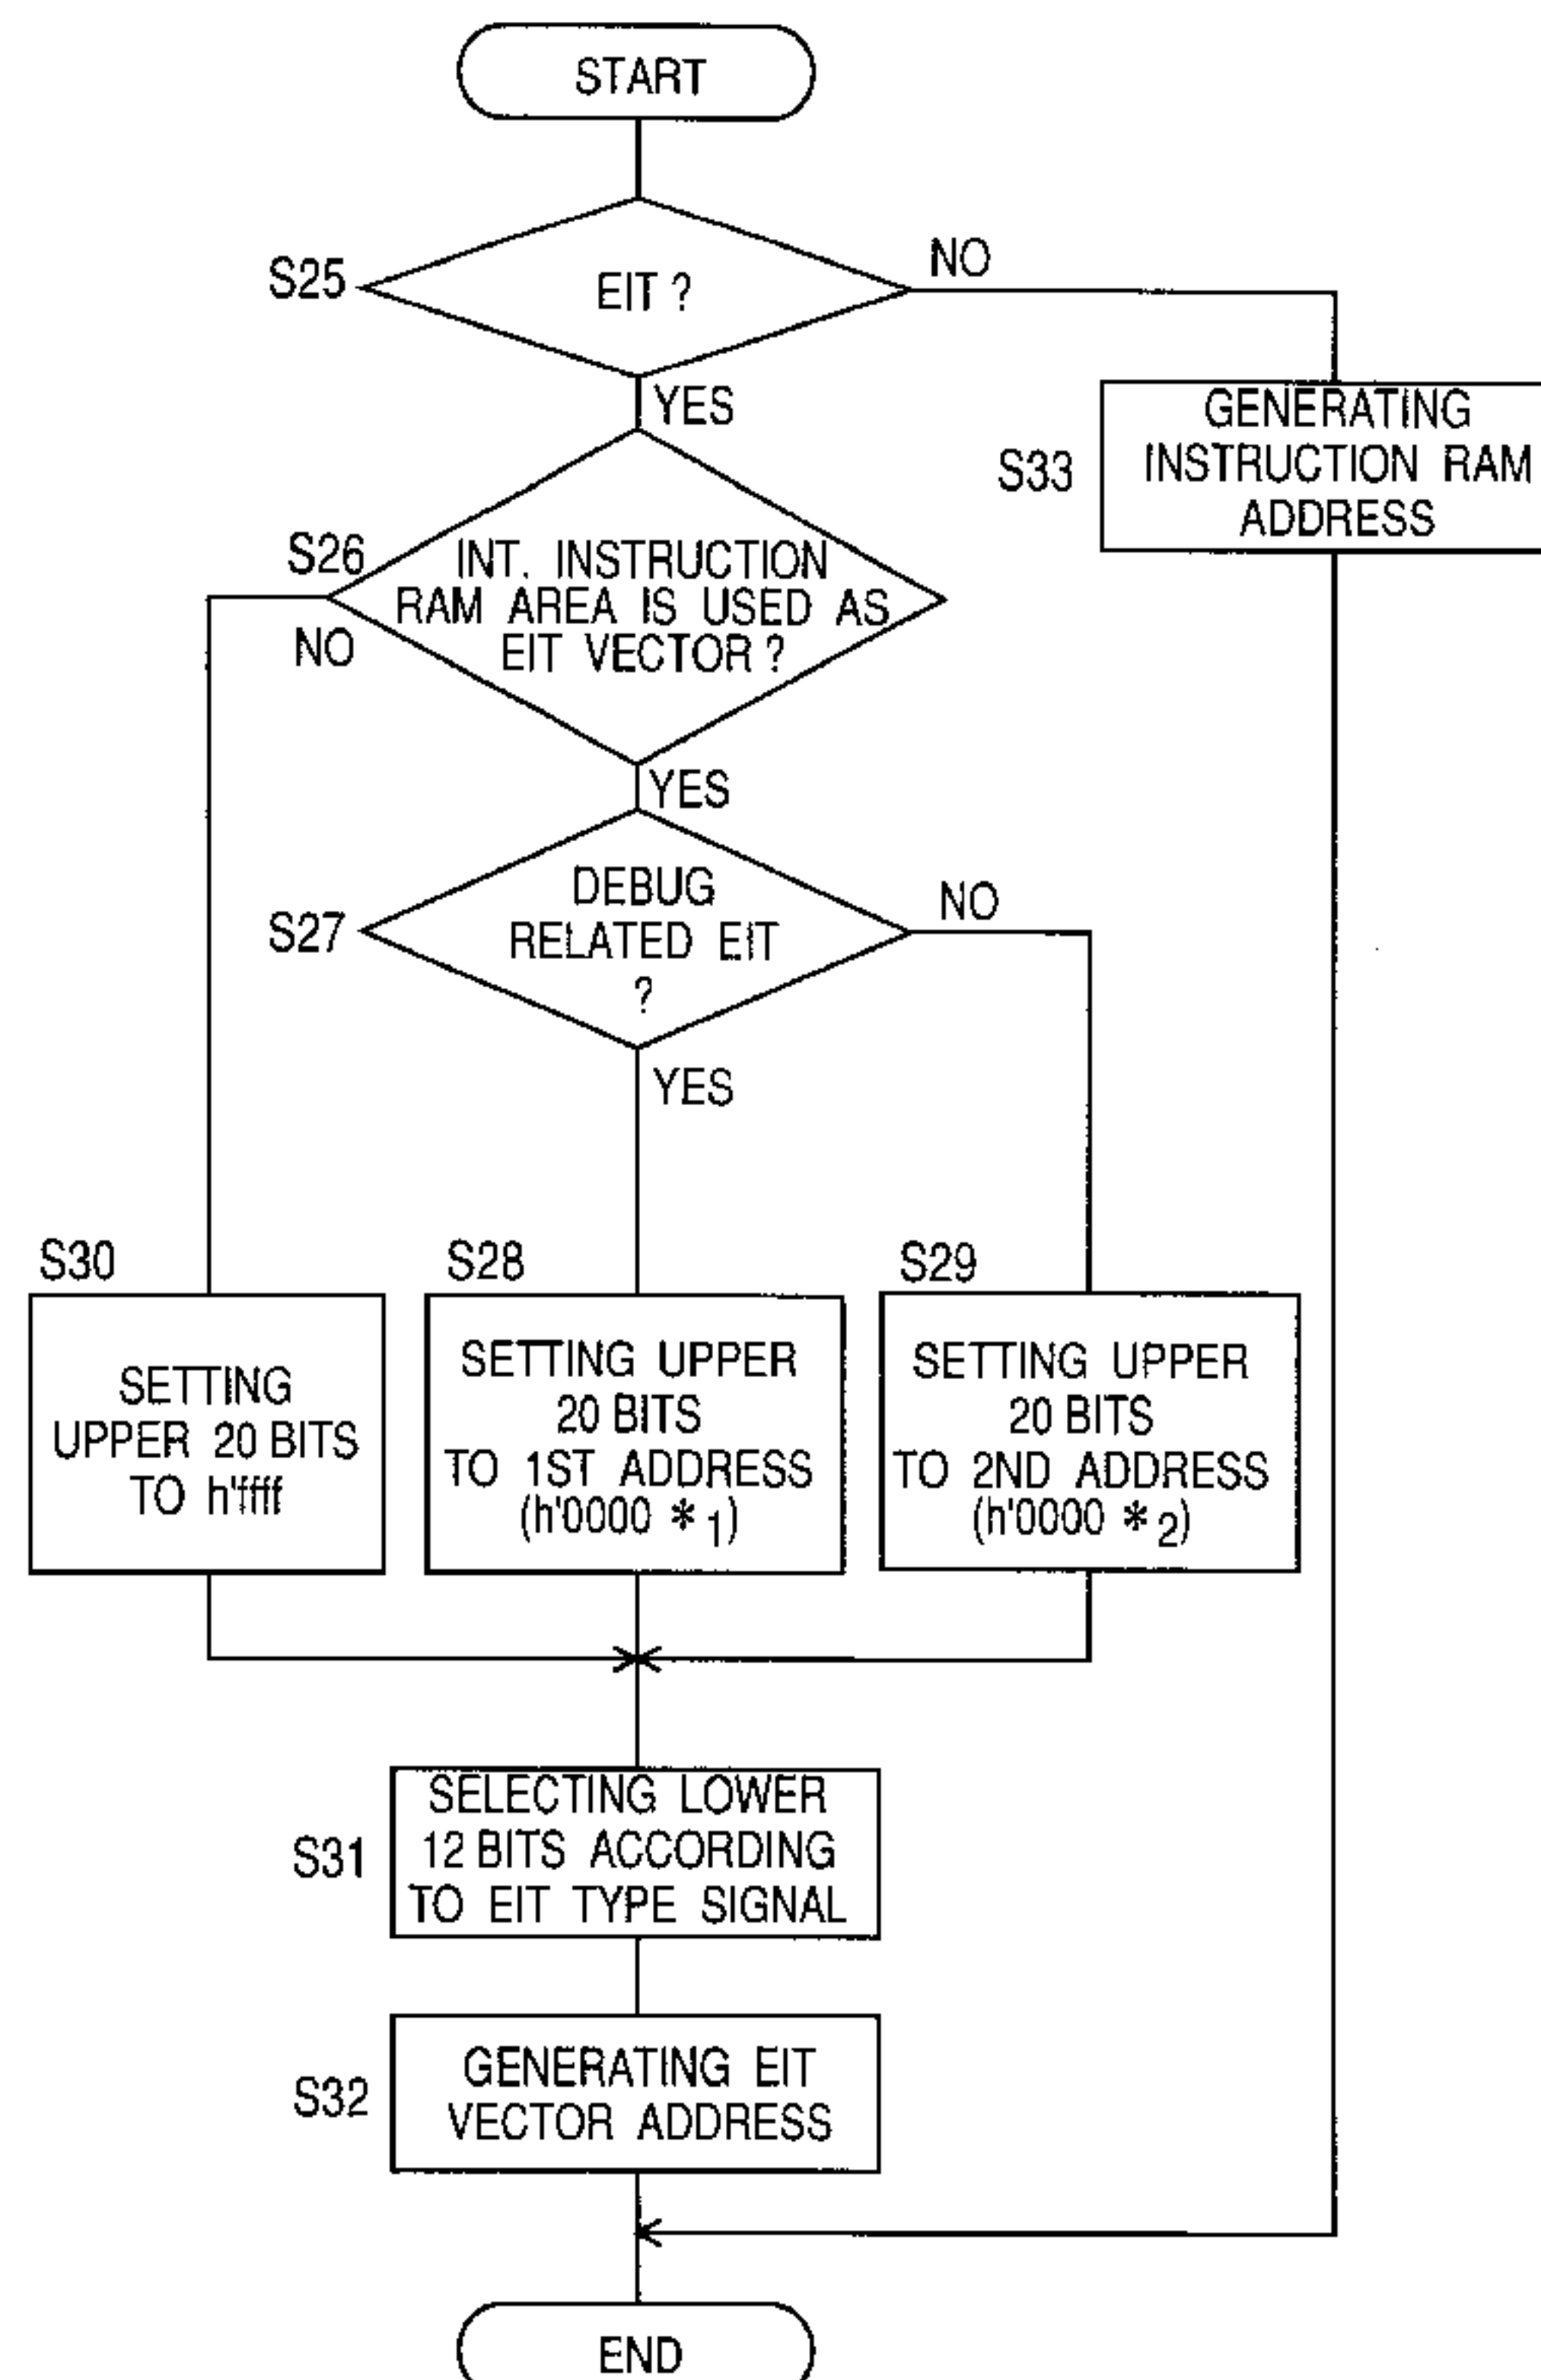 START
S25
EIT ?
NO
YES
S33
GENERATING
INSTRUCTION RAM
ADDRESS
S26
INT. INSTRUCTION
RAM AREA IS USED AS
EIT VECTOR ?
NO
YES
S27
DEBUG
RELATED EIT
?
NO
YES
S30
SETTING
UPPER 20 BITS
TO h'ffff
S28
SETTING UPPER
20 BITS
TO 1ST ADDRESS
(h'0000 *1)
S29
SETTING UPPER
20 BITS
TO 2ND ADDRESS
(h'0000 *2)
S31
SELECTING LOWER
12 BITS ACCORDING
TO EIT TYPE SIGNAL
S32
GENERATING EIT
VECTOR ADDRESS
END